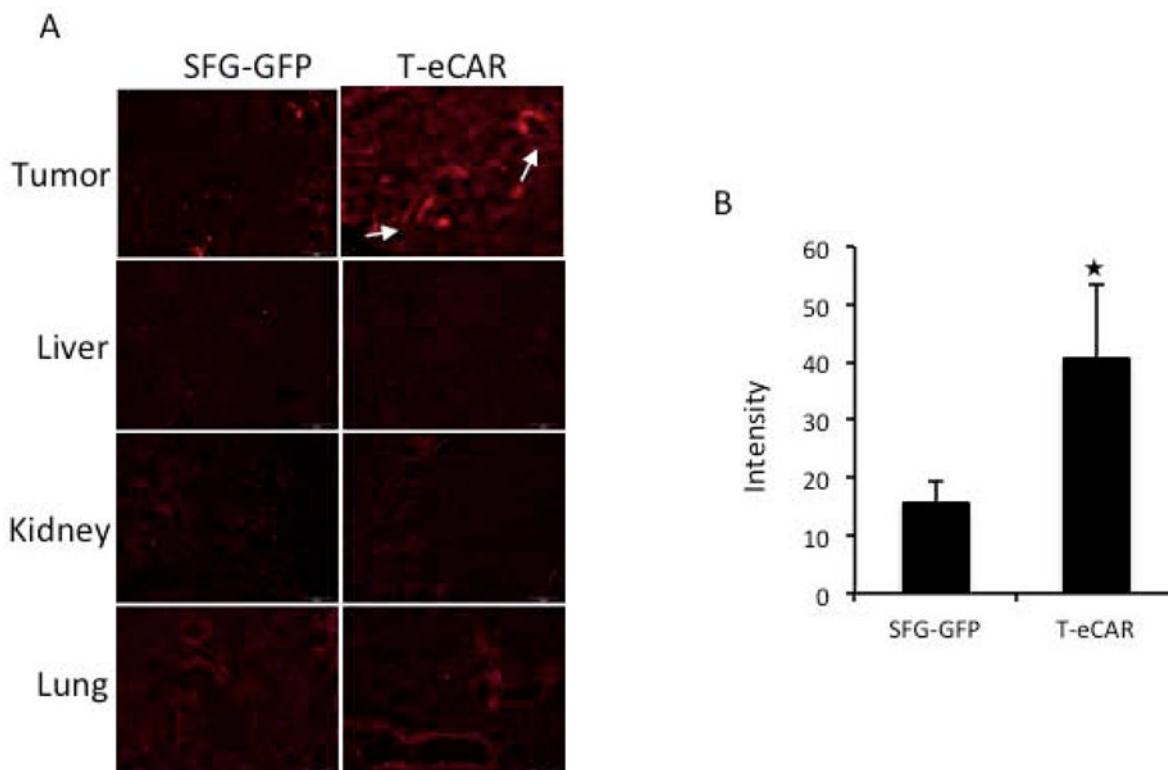 A
SFG-GFP T-eCAR
Tumor
Liver
Kidney
Lung
B
60
50
40
30
20
10
0
Intensity
SFG-GFP T-eCAR